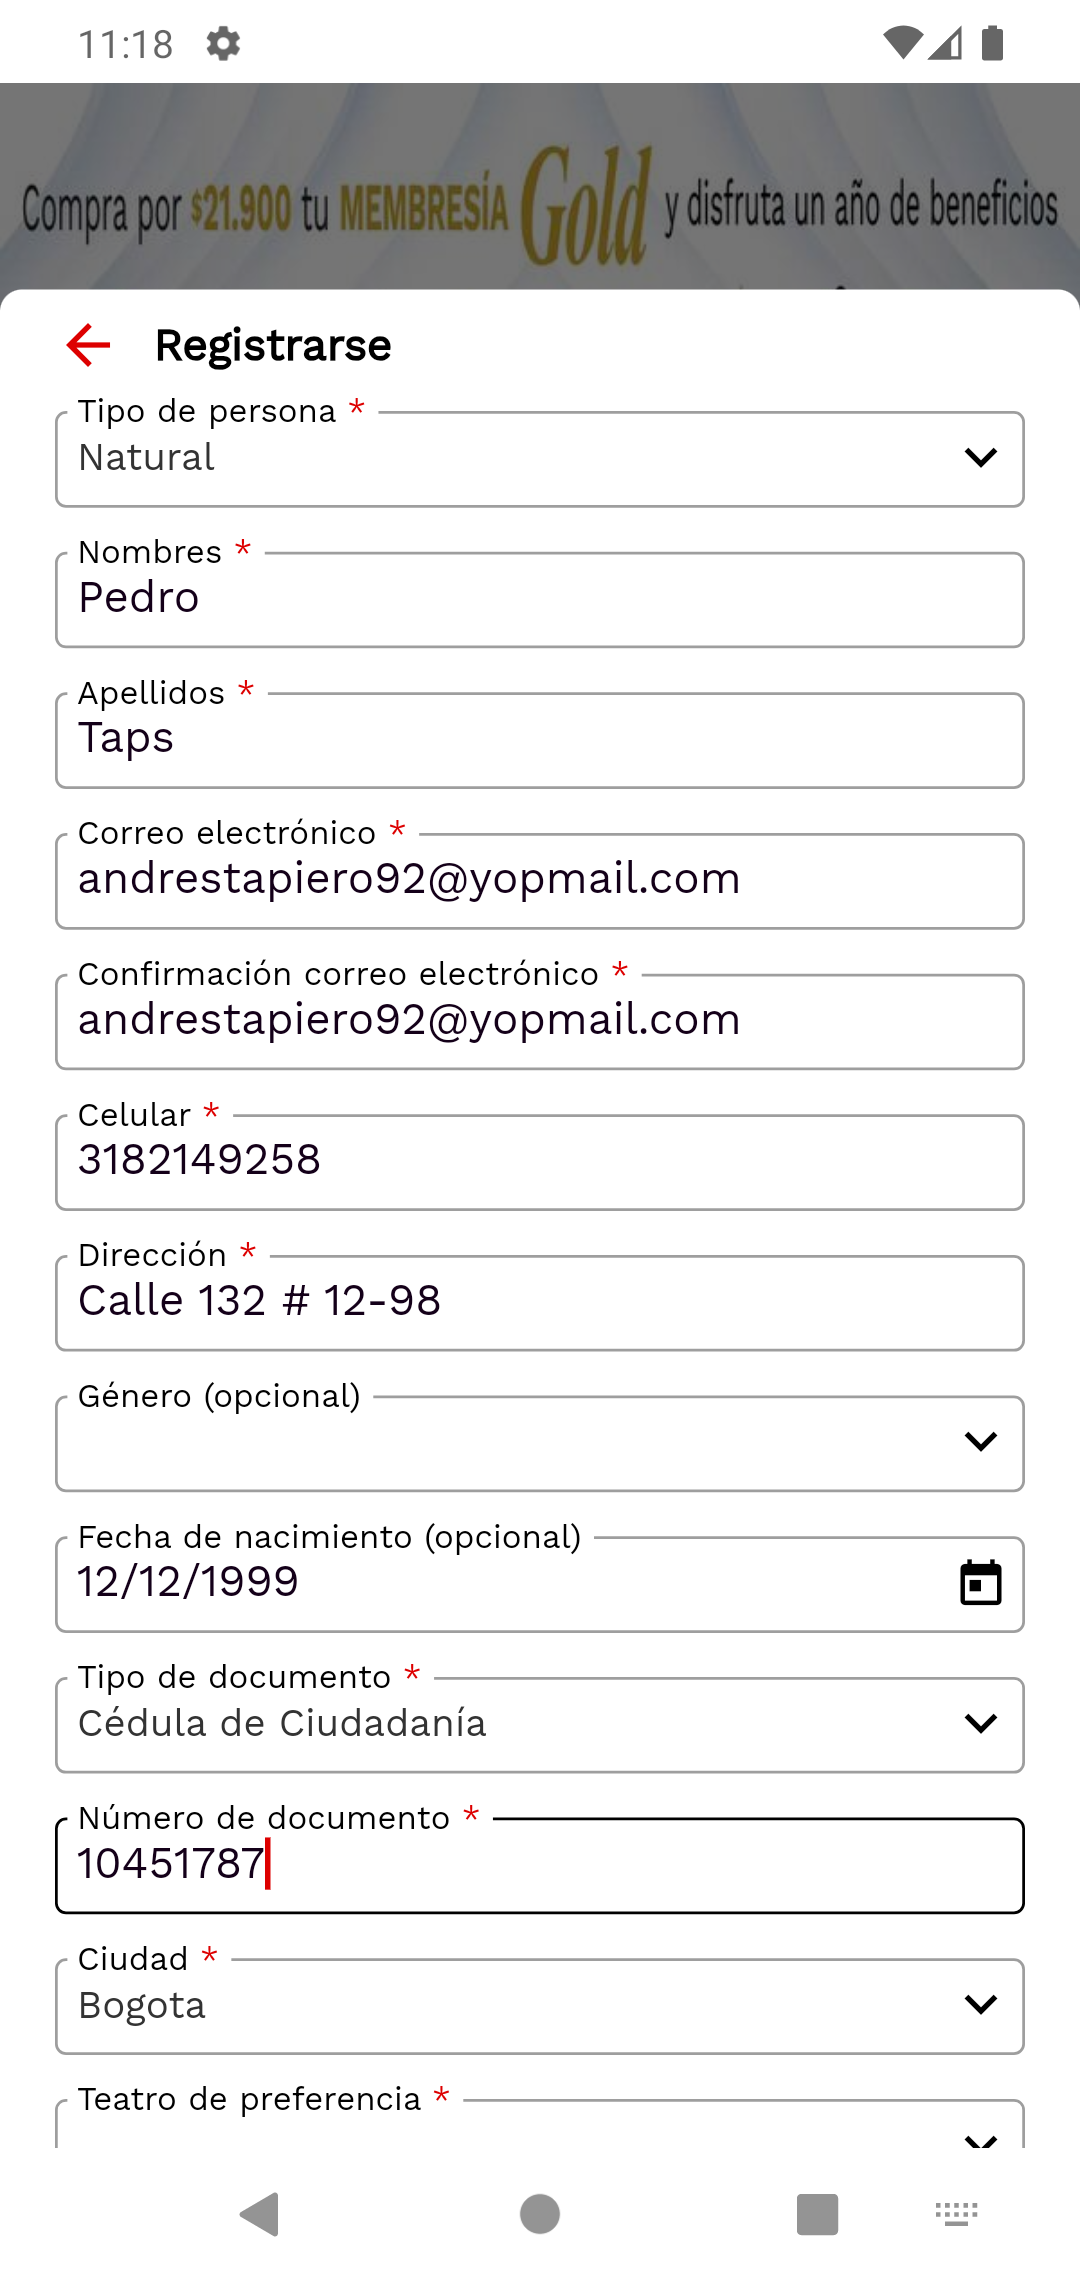 11:18
Compra por $21.900 tu MEMBRESÍA Gold y disfruta un año de beneficios
Registrarse
Tipo de persona *
Natural
Nombres *
Pedro
Apellidos *
Taps
Correo electrónico *
andrestapiero92@yopmail.com
Confirmación correo electrónico *
andrestapiero92@yopmail.com
Celular *
3182149258
Dirección *
Calle 132 # 12-98
Género (opcional)
Fecha de nacimiento (opcional)
12/12/1999
Tipo de documento *
Cédula de Ciudadanía
Número de documento *
10451787
Ciudad *
Bogota
Teatro de preferencia *